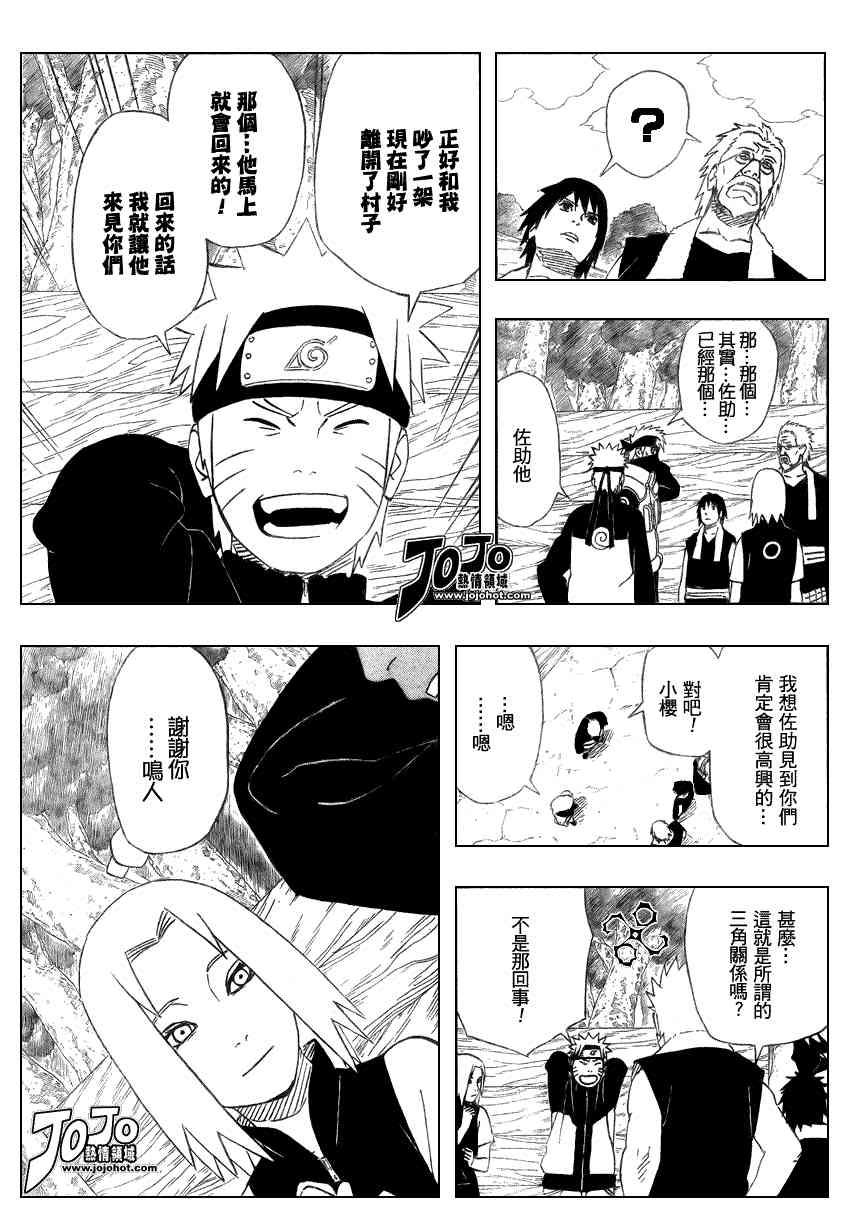 ?
那…那個…
其實…佐助…
已經那個…
佐助他
正好和我
吵了一架
現在剛好
離開了村子
那個…他馬上
就會回來的！
回來的話
我就讓他
來見你們
JOJO
熱情領域
www.jojohot.com
我想佐助見到你們
肯定會很高興的…
對吧！
小櫻
…嗯
……嗯
甚麼…
這就是所謂的
三角關係嗎？
不是那回事！
謝謝你
……鳴人
JOJO
熱情領域
www.jojohot.com